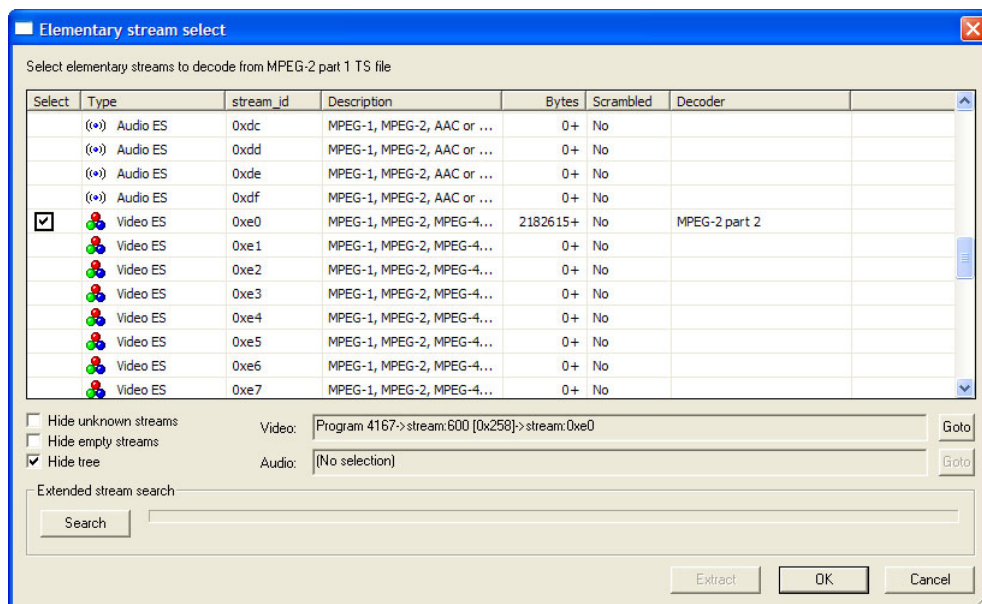 Elementary stream select
Select elementary streams to decode from MPEG-2 part 1 TS file
Select Type stream_id Description Bytes Scrambled Decoder
Audio ES 0xdc MPEG-1, MPEG-2, AAC or ... 0+ No
Audio ES 0xdd MPEG-1, MPEG-2, AAC or ... 0+ No
Audio ES 0xde MPEG-1, MPEG-2, AAC or ... 0+ No
Audio ES 0xdf MPEG-1, MPEG-2, AAC or ... 0+ No
Video ES 0xe0 MPEG-1, MPEG-2, MPEG-4... 2182615+ No MPEG-2 part 2
Video ES 0xe1 MPEG-1, MPEG-2, MPEG-4... 0+ No
Video ES 0xe2 MPEG-1, MPEG-2, MPEG-4... 0+ No
Video ES 0xe3 MPEG-1, MPEG-2, MPEG-4... 0+ No
Video ES 0xe4 MPEG-1, MPEG-2, MPEG-4... 0+ No
Video ES 0xe5 MPEG-1, MPEG-2, MPEG-4... 0+ No
Video ES 0xe6 MPEG-1, MPEG-2, MPEG-4... 0+ No
Video ES 0xe7 MPEG-1, MPEG-2, MPEG-4... 0+ No
Hide unknown streams
Hide empty streams
Hide tree
Video: Program 4167->stream:600 [0x258]->stream:0xe0 Goto
Audio: (No selection) Goto
Extended stream search
Search
Extract OK Cancel